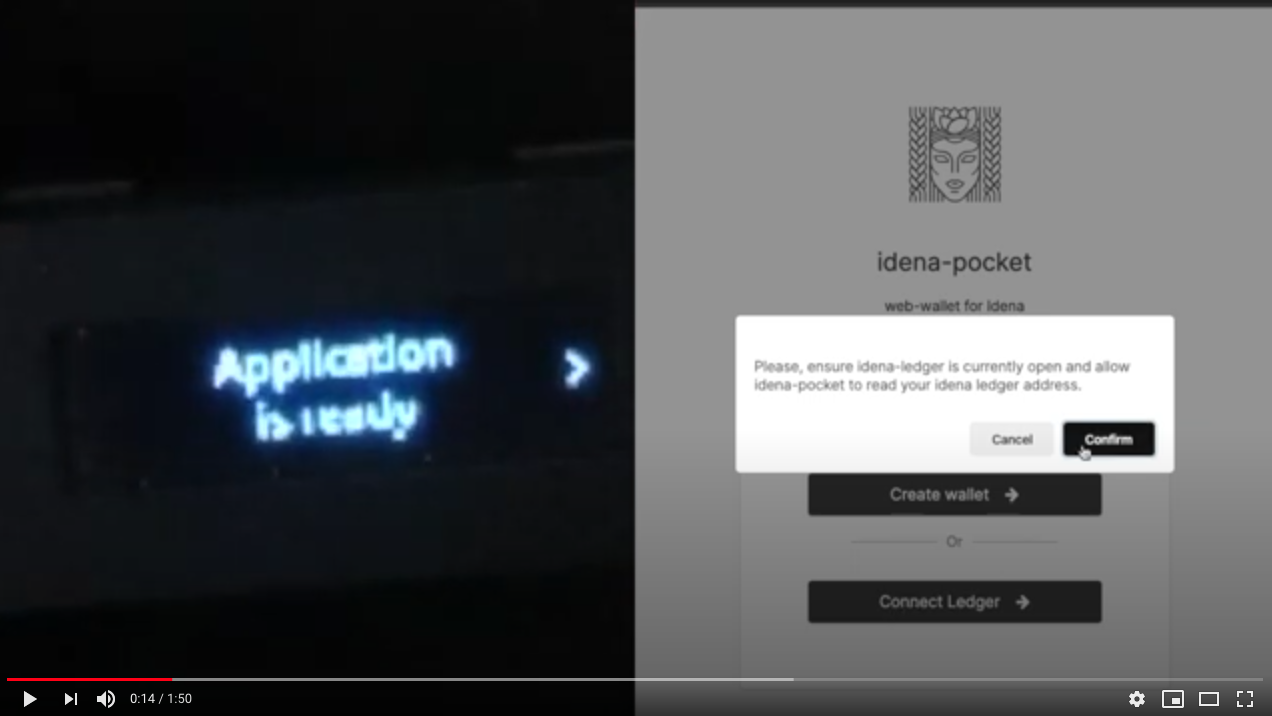 Application
is ready
idena-pocket
web-wallet for Idena
Please, ensure idena-ledger is currently open and allow
idena-pocket to read your idena ledger address.
Cancel
Confirm
Create wallet
Or
Connect Ledger
0:14 / 1:50